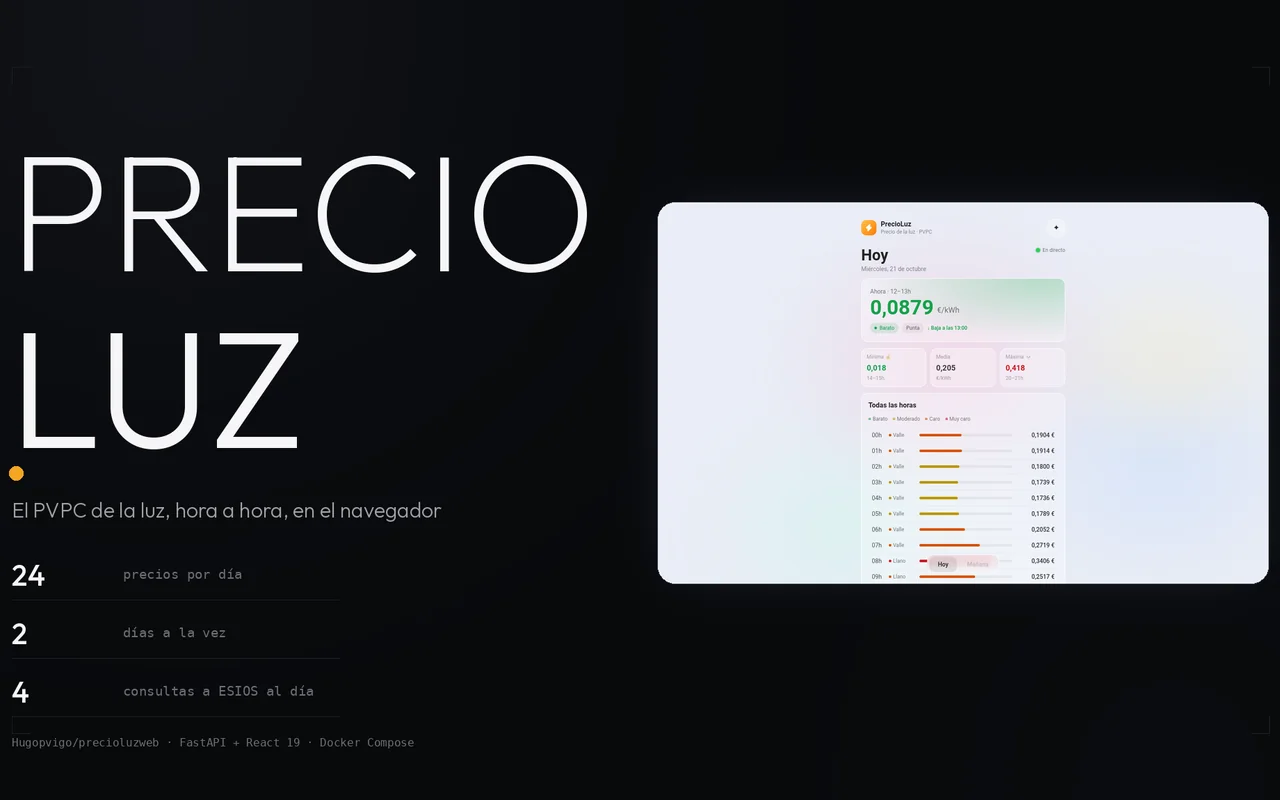 PRECIO
LUZ
El PVPC de la luz, hora a hora, en el navegador
24 precios por día
2 días a la vez
4 consultas a ESIOS al día
Hugopvigo/precioluzweb · FastAPI + React 19 · Docker Compose
PrecioLuz
Precio de la luz · PVPC
En directo
Hoy
Miércoles, 21 de octubre
Ahora · 12–13h
0,0879 €/kWh
Barato Punta ↓ Baja a las 13:00
Mínimo Media Máximo
0,018 0,205 0,418
14–15h €/kWh 20–21h
Todas las horas
Barato Moderado Caro Muy caro
00h Valle 0,1904 €
01h Valle 0,1914 €
02h Valle 0,1800 €
03h Valle 0,1739 €
04h Valle 0,1736 €
05h Valle 0,1789 €
06h Valle 0,2052 €
07h Valle 0,2719 €
08h Llano 0,3406 €
Hoy Mañana
09h Llano 0,2517 €